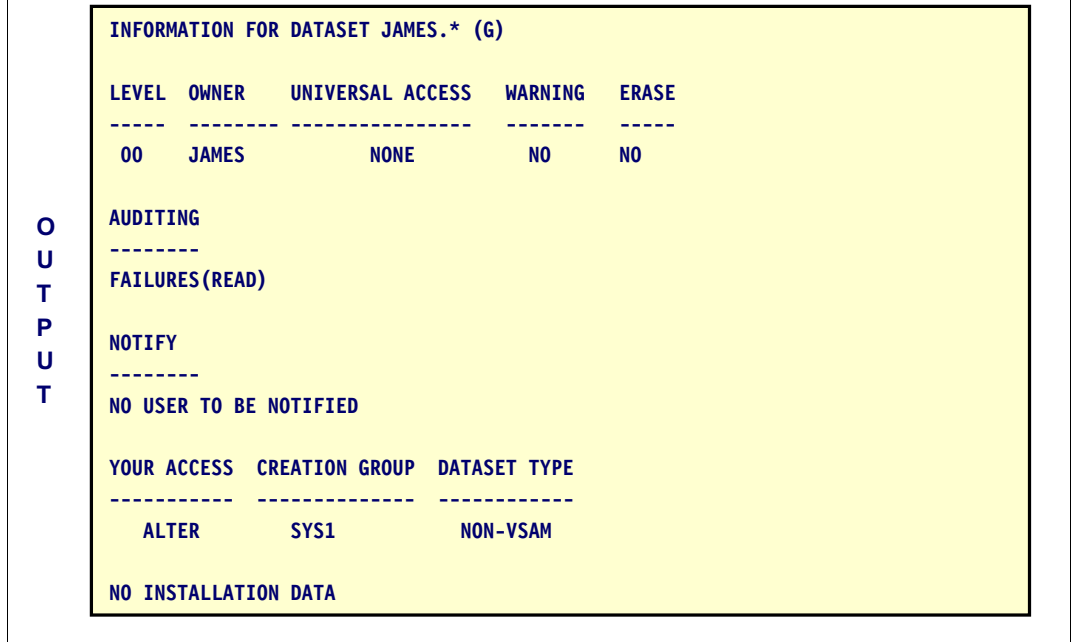 INFORMATION FOR DATASET JAMES.* (G)
LEVEL OWNER UNIVERSAL ACCESS WARNING ERASE
----- -------- ---------------- ------- -----
00 JAMES NONE NO NO
AUDITING
--------
FAILURES(READ)
NOTIFY
--------
NO USER TO BE NOTIFIED
YOUR ACCESS CREATION GROUP DATASET TYPE
----------- -------------- ------------
ALTER SYS1 NON-VSAM
NO INSTALLATION DATA
O
U
T
P
U
T